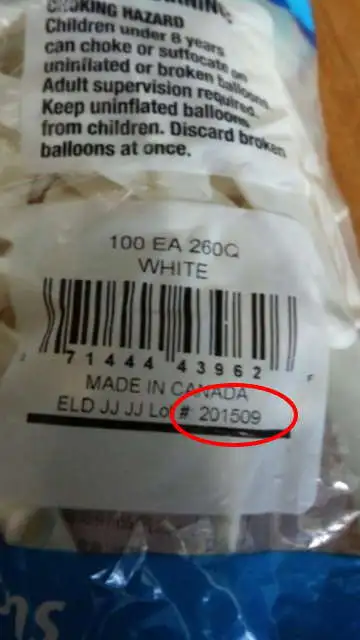 CHOKING HAZARD
Children under 8 years
can choke or suffocate on
uninflated or broken balloons.
Adult supervision required.
Keep uninflated balloons
from children. Discard broken
balloons at once.
100 EA 260Q
WHITE
71444 43962
MADE IN CANADA
ELD JJ JJ Lot #: 201509